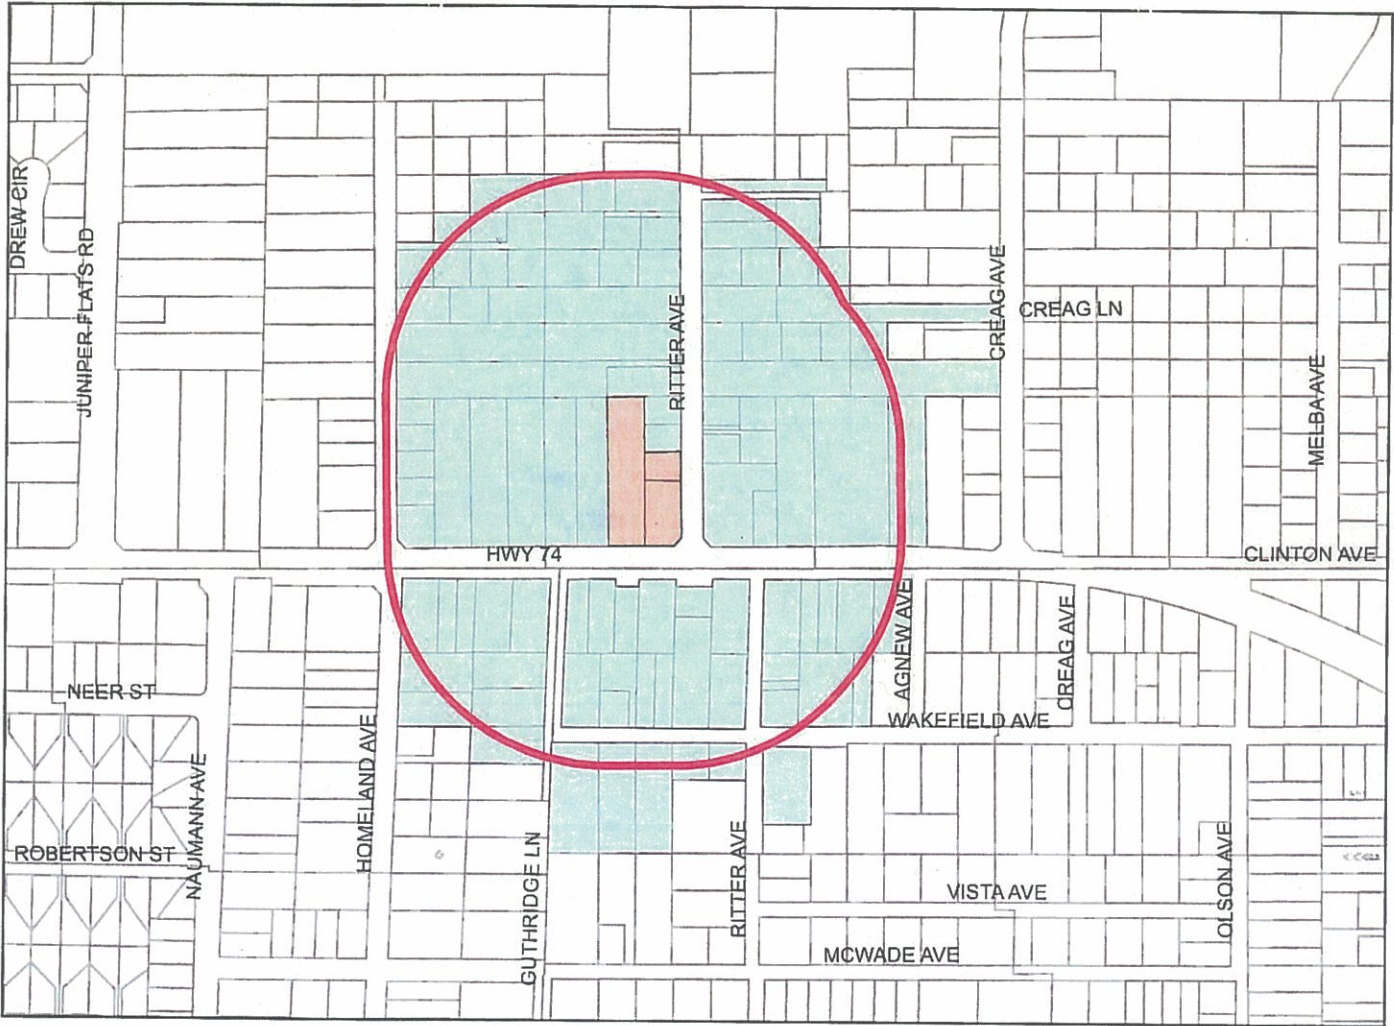 DREW CIR
JUNIPER FLATS RD
RITTER AVE
CREAG AVE
CREAG LN
MELBA AVE
HWY 74
CLINTON AVE
AGNEW AVE
CREAG AVE
NEER ST
WAKEFIELD AVE
HOMELAND AVE
NAUMANN AVE
ROBERTSON ST
GUTHRIDGE LN
RITTER AVE
VISTA AVE
OLSON AVE
MCWADE AVE